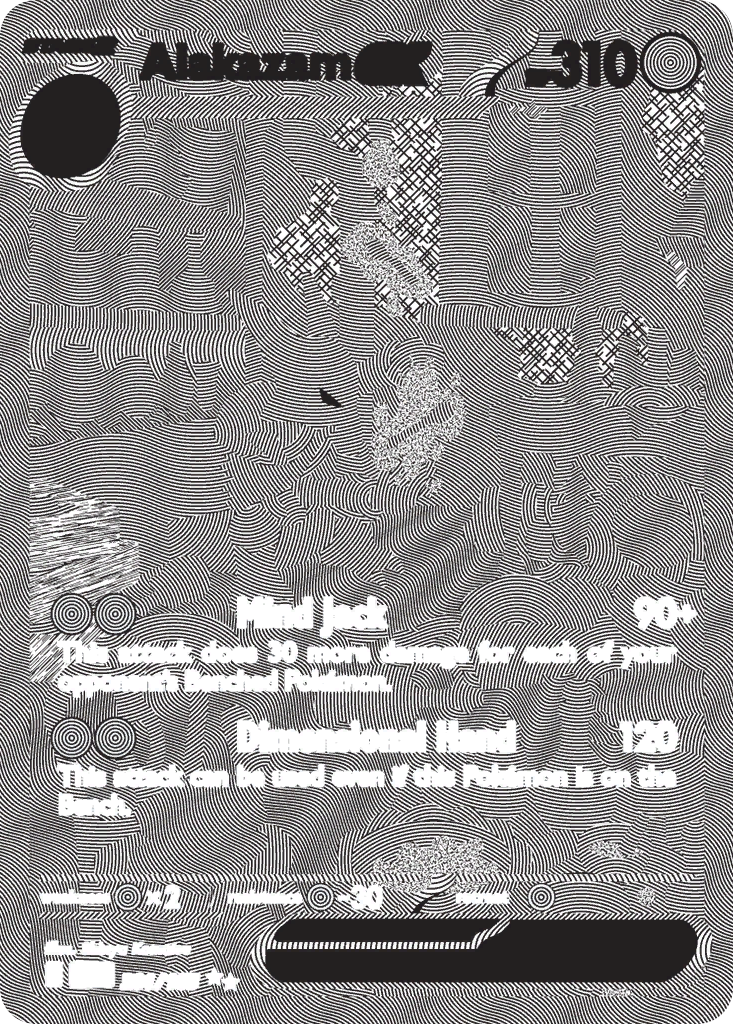 Alakazam ex 310
Mind Jack 90+
This attack does 30 more damage for each of your
opponent's Benched Pokémon.
Dimensional Hand 120
This attack can be used even if this Pokémon is on the
Bench.
×2 -30